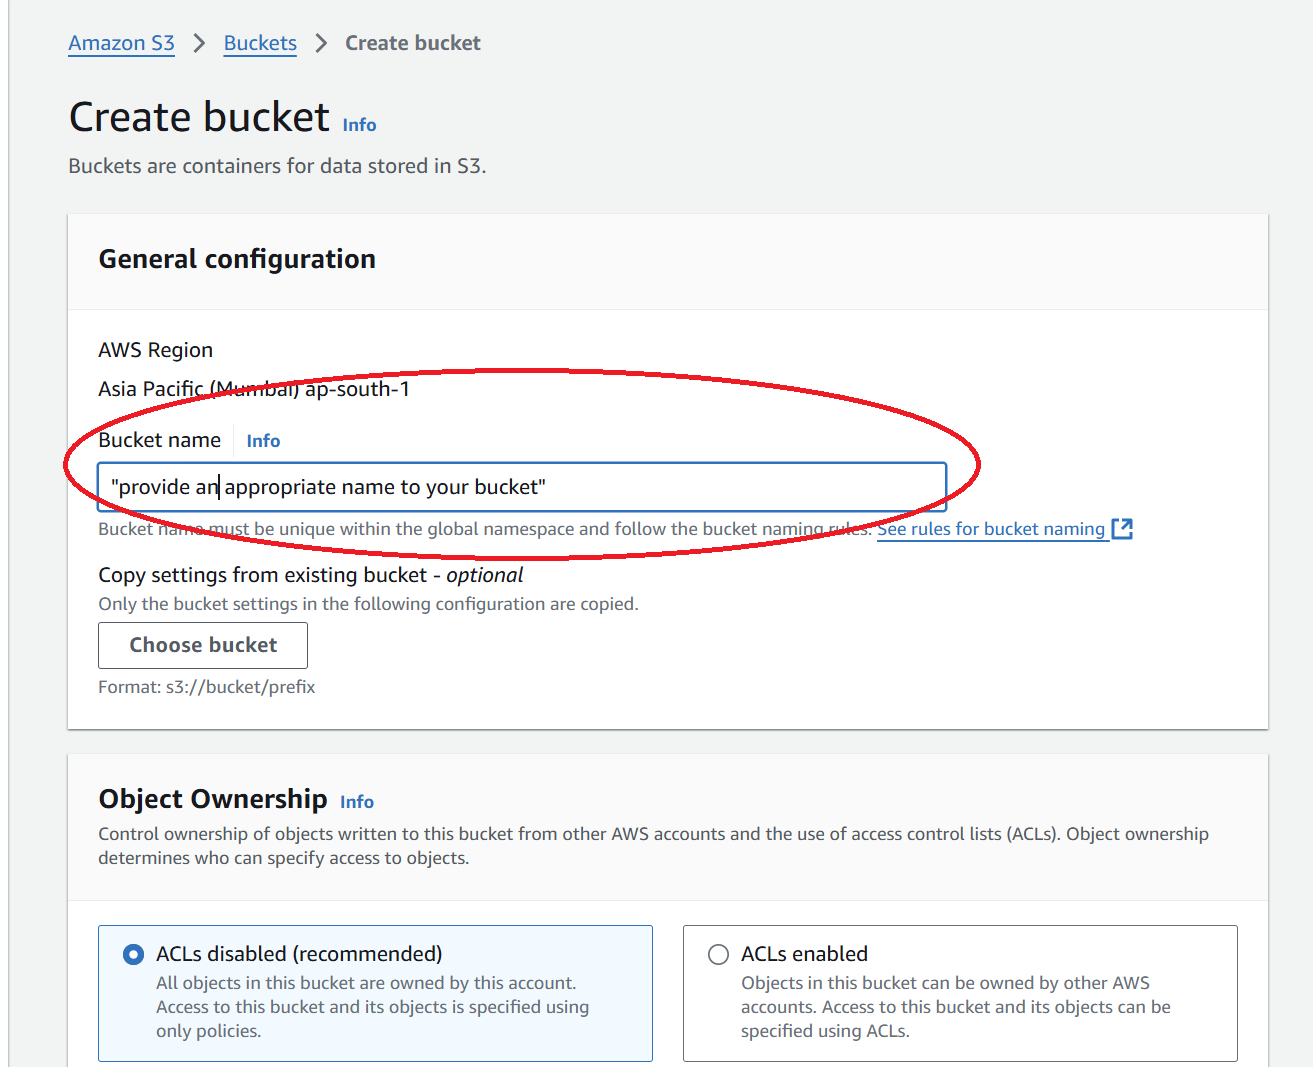 Amazon S3 > Buckets > Create bucket
Create bucket Info
Buckets are containers for data stored in S3.
General configuration
AWS Region
Asia Pacific (Mumbai) ap-south-1
Bucket name Info
"provide an appropriate name to your bucket"
Bucket name must be unique within the global namespace and follow the bucket naming rules. See rules for bucket naming
Copy settings from existing bucket - optional
Only the bucket settings in the following configuration are copied.
Choose bucket
Format: s3://bucket/prefix
Object Ownership Info
Control ownership of objects written to this bucket from other AWS accounts and the use of access control lists (ACLs). Object ownership
determines who can specify access to objects.
ACLs disabled (recommended)
All objects in this bucket are owned by this account.
Access to this bucket and its objects is specified using
only policies.
ACLs enabled
Objects in this bucket can be owned by other AWS
accounts. Access to this bucket and its objects can be
specified using ACLs.